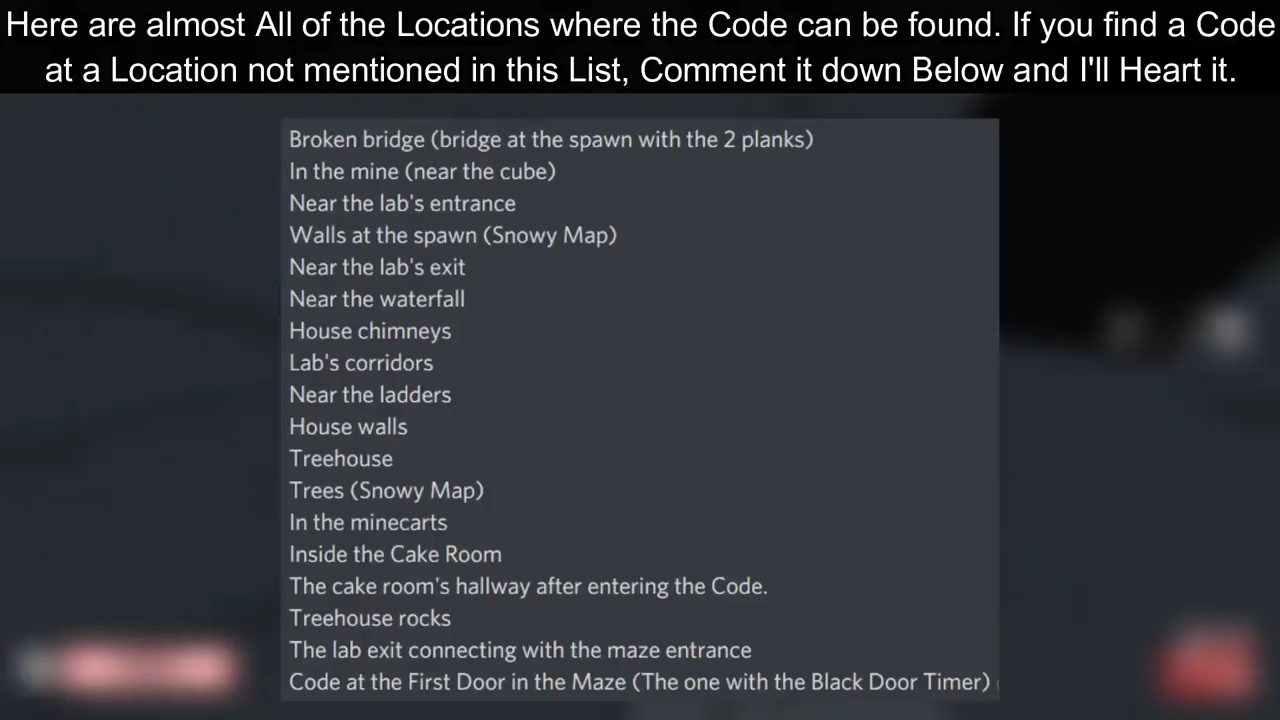 Here are almost All of the Locations where the Code can be found. If you find a Code
at a Location not mentioned in this List, Comment it down Below and I'll Heart it.
Broken bridge (bridge at the spawn with the 2 planks)
In the mine (near the cube)
Near the lab's entrance
Walls at the spawn (Snowy Map)
Near the lab's exit
Near the waterfall
House chimneys
Lab's corridors
Near the ladders
House walls
Treehouse
Trees (Snowy Map)
In the minecarts
Inside the Cake Room
The cake room's hallway after entering the Code.
Treehouse rocks
The lab exit connecting with the maze entrance
Code at the First Door in the Maze (The one with the Black Door Timer)